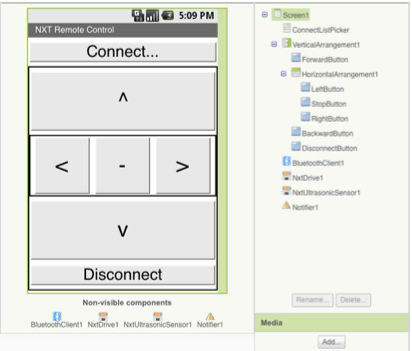 5:09 PM
NXT Remote Control
Connect...
^
< - >
v
Disconnect
Non-visible components
BluetoothClient1 NxtDrive1 NxtUltrasonicSensor1 Notifier1
Screen1
ConnectListPicker
VerticalArrangement1
ForwardButton
HorizontalArrangement1
LeftButton
StopButton
RightButton
BackwardButton
DisconnectButton
BluetoothClient1
NxtDrive1
NxtUltrasonicSensor1
Notifier1
Rename... Delete...
Media
Add...